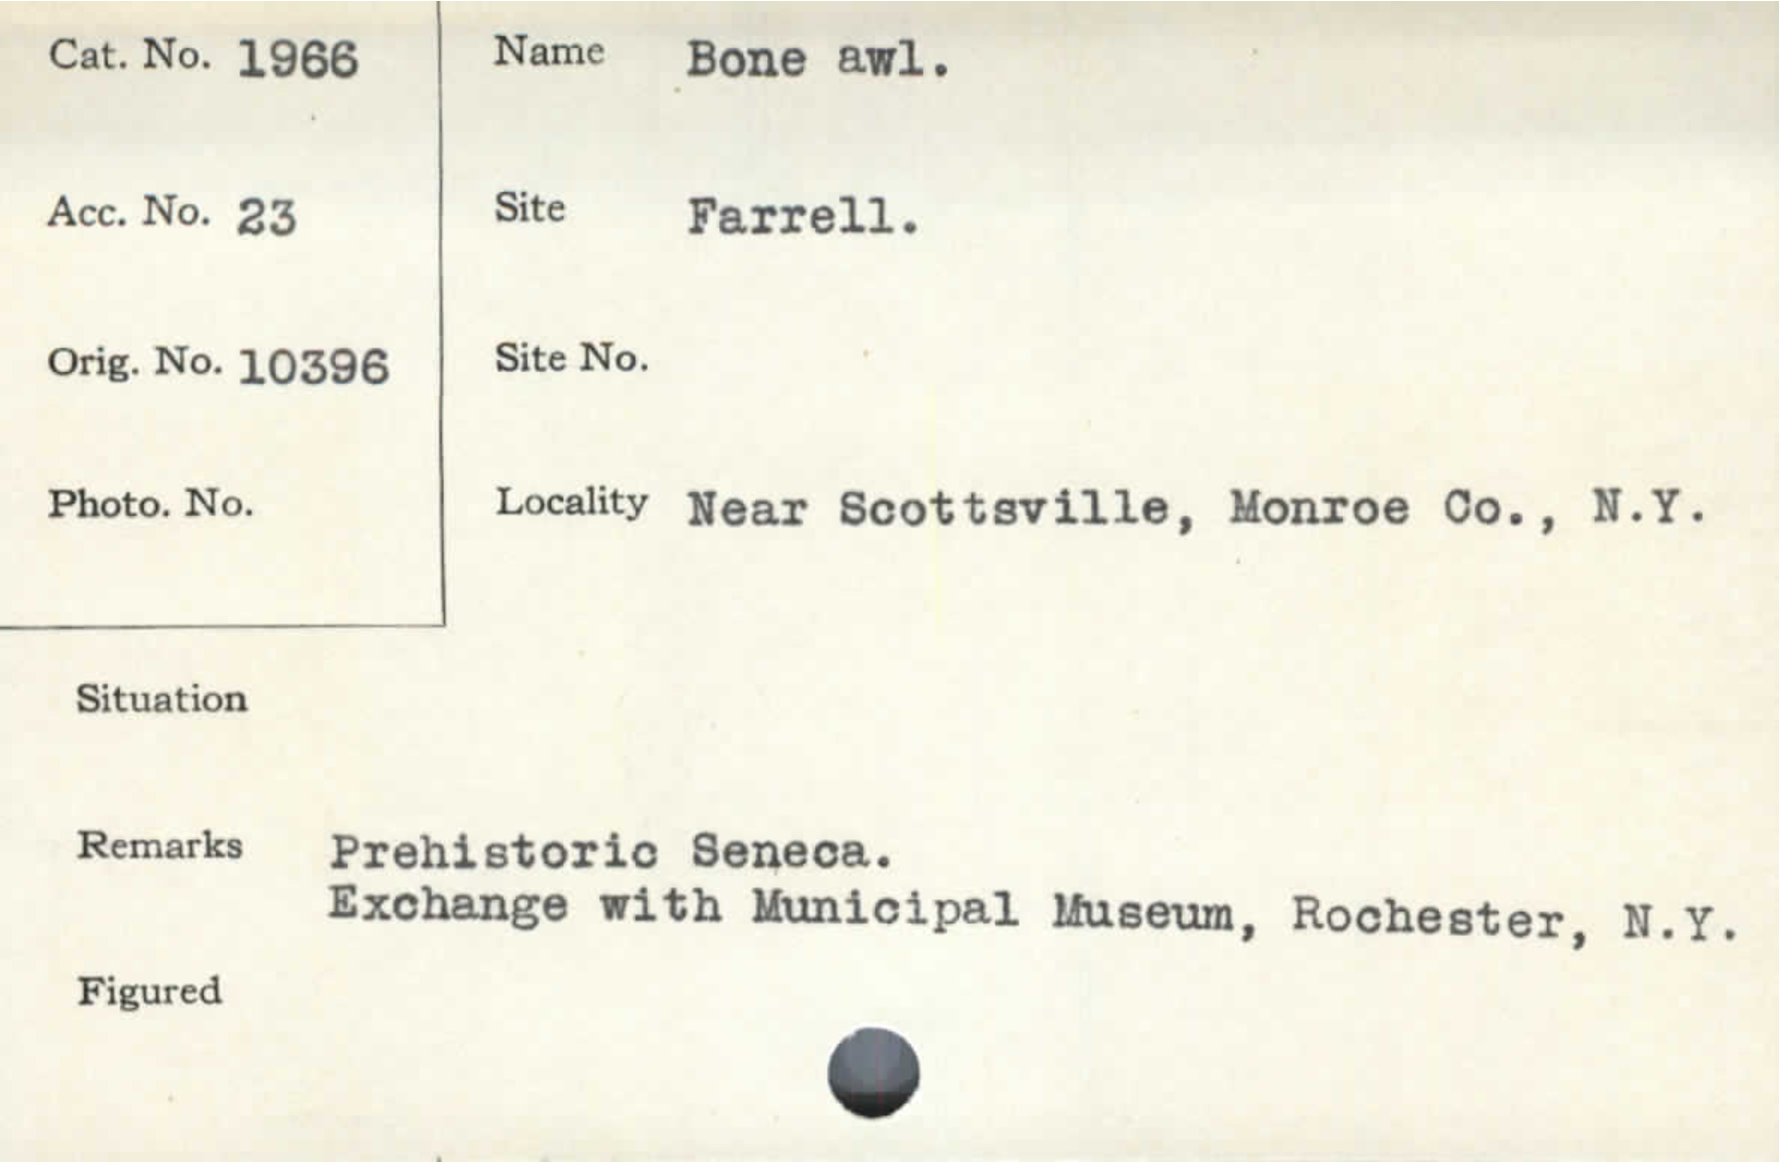 Cat. No. 1966
Name Bone awl.
Acc. No. 23
Site Farrell.
Orig. No. 10396
Site No.
Photo. No.
Locality Near Scottsville, Monroe Co., N.Y.
Situation
Remarks Prehistoric Seneca.
Exchange with Municipal Museum, Rochester, N.Y.
Figured